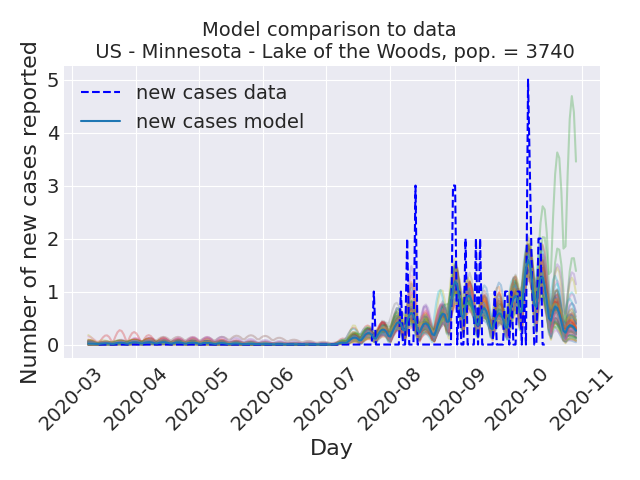 Model comparison to data
US - Minnesota - Lake of the Woods, pop. = 3740
Number of new cases reported
5
4
3
2
1
0
new cases data
new cases model
2020-03
2020-04
2020-05
2020-06
2020-07
2020-08
2020-09
2020-10
2020-11
Day